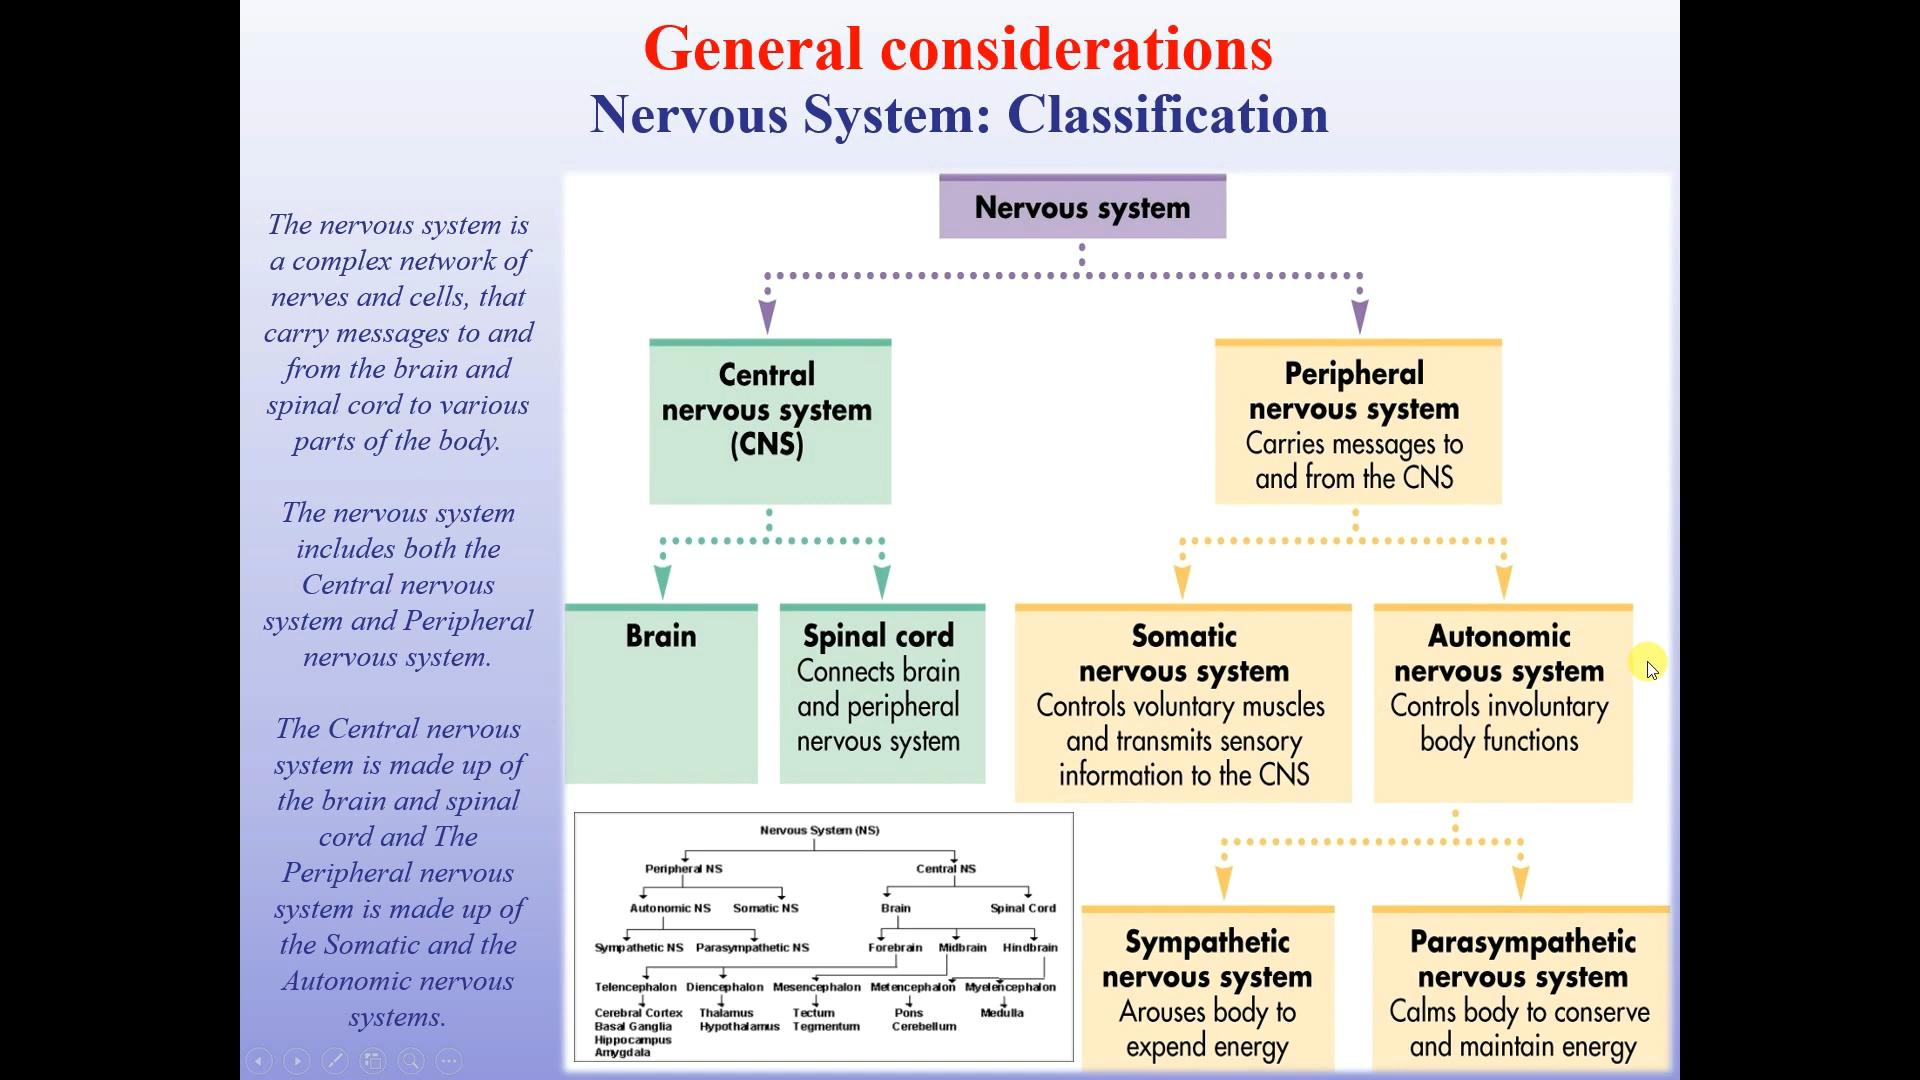 General considerations
Nervous System: Classification
The nervous system is
a complex network of
nerves and cells, that
carry messages to and
from the brain and
spinal cord to various
parts of the body.
The nervous system
includes both the
Central nervous
system and Peripheral
nervous system.
The Central nervous
system is made up of
the brain and spinal
cord and The
Peripheral nervous
system is made up of
the Somatic and the
Autonomic nervous
systems.
Nervous system
Central
nervous system
(CNS)
Peripheral
nervous system
Carries messages to
and from the CNS
Brain
Spinal cord
Connects brain
and peripheral
nervous system
Somatic
nervous system
Controls voluntary muscles
and transmits sensory
information to the CNS
Autonomic
nervous system
Controls involuntary
body functions
Sympathetic
nervous system
Arouses body to
expend energy
Parasympathetic
nervous system
Calms body to conserve
and maintain energy
Nervous System (NS)
Peripheral NS
Central NS
Autonomic NS
Somatic NS
Brain
Spinal Cord
Sympathetic NS
Parasympathetic NS
Forebrain
Midbrain
Hindbrain
Telencephalon
Diencephalon
Mesencephalon
Metencephalon
Myelencephalon
Cerebral Cortex
Basal Ganglia
Hippocampus
Amygdala
Thalamus
Hypothalamus
Tectum
Tegmentum
Pons
Cerebellum
Medulla